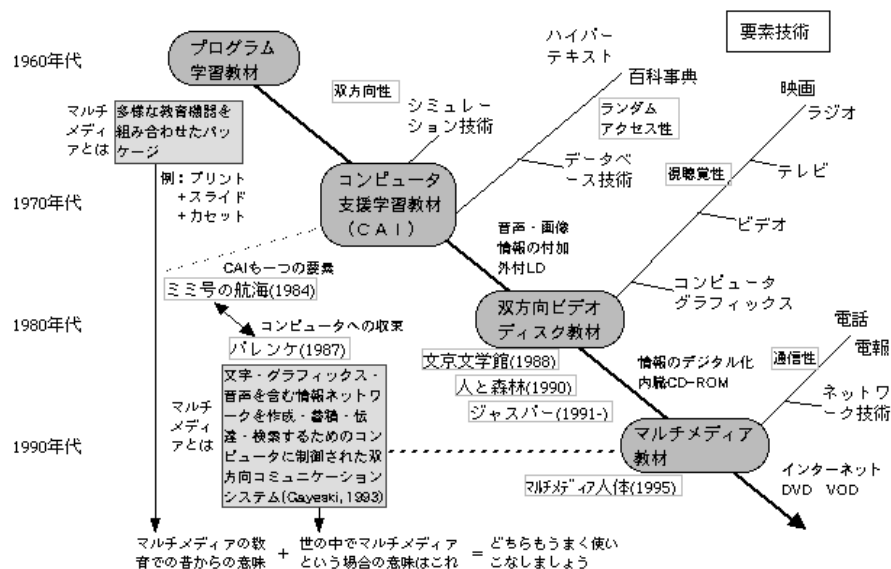 要素技術
1960年代
プログラム
学習教材
ハイパー
テキスト
百科事典
双方向性
シミュレー
ション技術
ランダム
アクセス性
映画
ラジオ
マルチ
メディ
アとは
多様な教育機器を
組み合わせたパッ
ケージ
例：プリント
+スライド
+カセット
データベ
ース技術
視聴覚性
テレビ
1970年代
コンピュータ
支援学習教材
（ＣＡＩ）
ビデオ
音声・画像
情報の付加
外付LD
CAIも一つの要素
ミミ号の航海(1984)
コンピュータ
グラフィックス
1980年代
双方向ビデオ
ディスク教材
コンピュータへの収束
パレンケ(1987)
電話
電報
通信性
文京文学館(1988)
人と森林(1990)
ジャスパー(1991-)
情報のデジタル化
内臓CD-ROM
ネットワ
ーク技術
マルチ
メディ
アとは
文字・グラフィックス・
音声を含む情報ネットワ
ークを作成・蓄積・伝
達・検索するためのコン
ピュータに制御された双
方向コミュニケーション
システム(Gayeski,1993)
1990年代
マルチメディア
教材
マルチメディア人体(1995)
インターネット
DVD VOD
マルチメディアの教
育での昔からの意味
+
世の中でマルチメディア
という場合の意味はこれ
=
どちらもうまく使い
こなしましょう